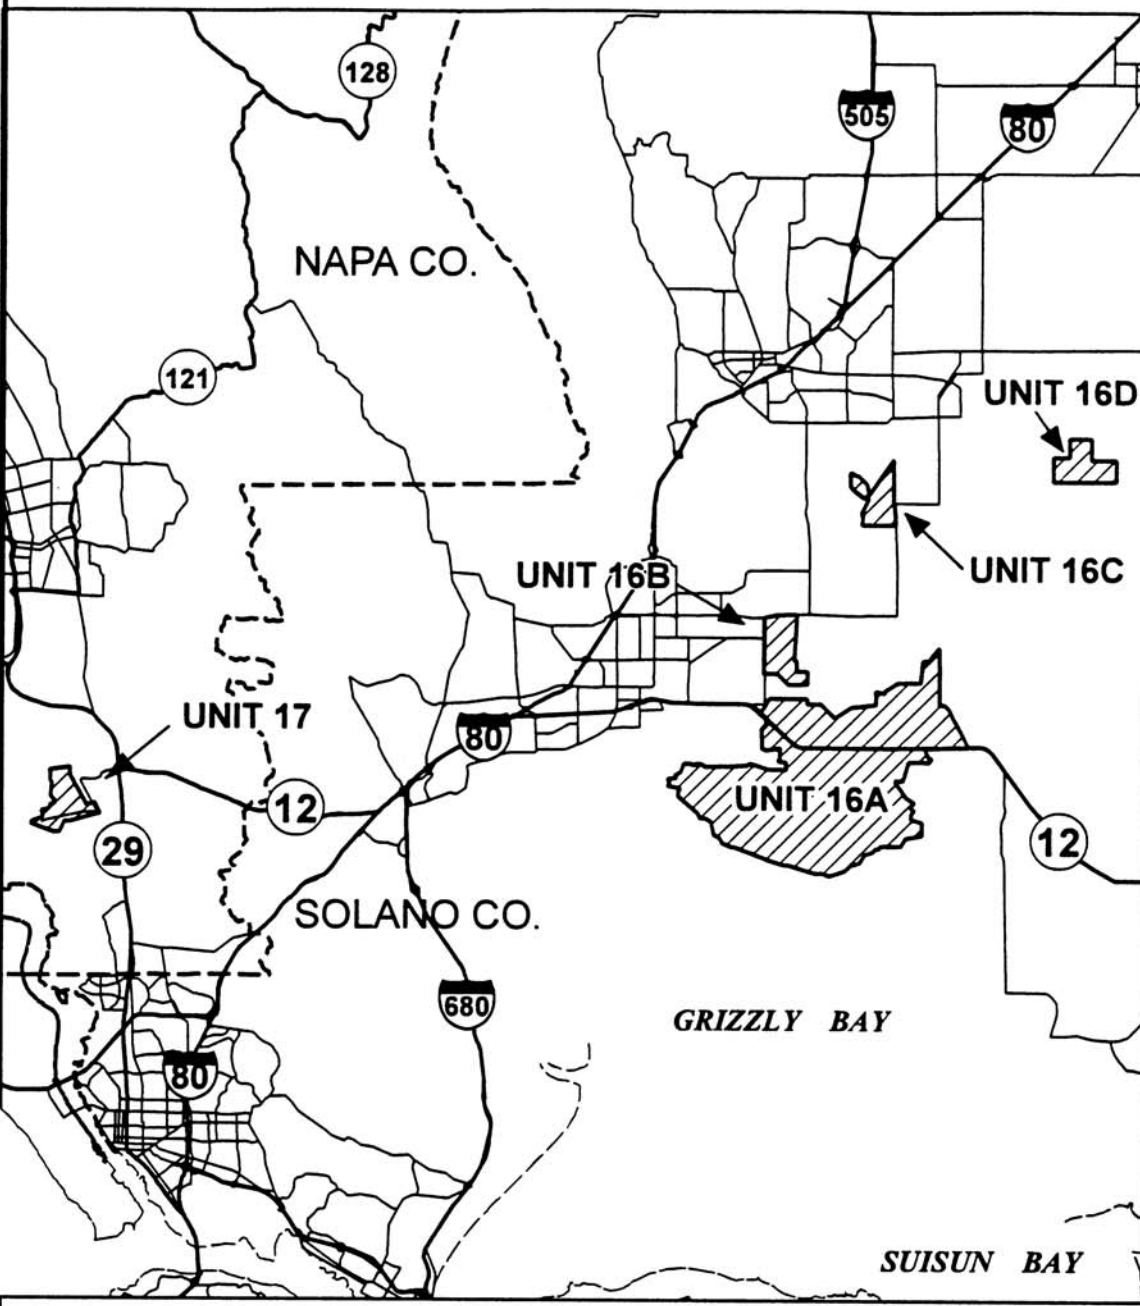 128
505
80
NAPA CO.
121
UNIT 16D
UNIT 16C
UNIT 16B
UNIT 17
80
12
UNIT 16A
29
12
SOLANO CO.
680
GRIZZLY BAY
80
SUISUN BAY